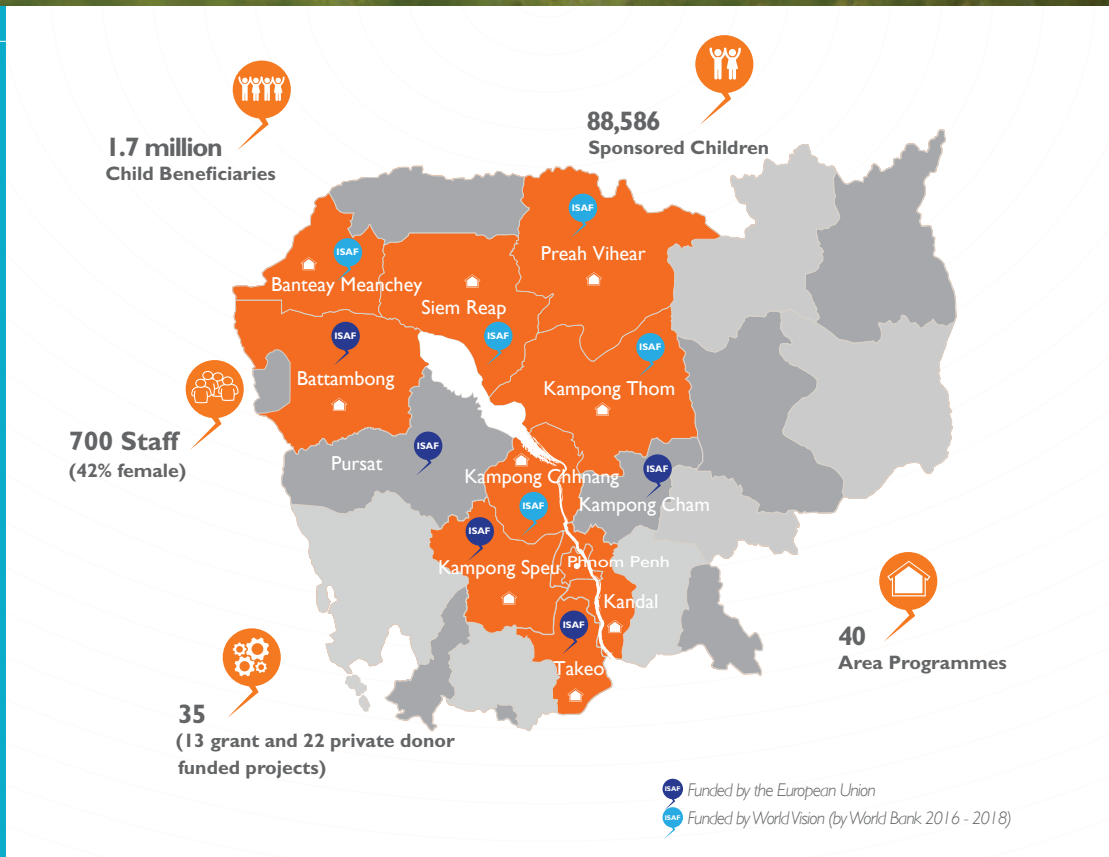 1.7 million
Child Beneficiaries
88,586
Sponsored Children
ISAF
Preah Vihear
ISAF
Banteay Meanchey
Siem Reap
ISAF
ISAF
ISAF
Battambong
Kampong Thom
700 Staff
(42% female)
ISAF
Pursat
Kampong Chhnang
ISAF
Kampong Cham
ISAF
ISAF
Kampong Speu
Phnom Penh
Kandal
ISAF
Takeo
40
Area Programmes
35
(13 grant and 22 private donor
funded projects)
ISAF Funded by the European Union
ISAF Funded by World Vision (by World Bank 2016 - 2018)